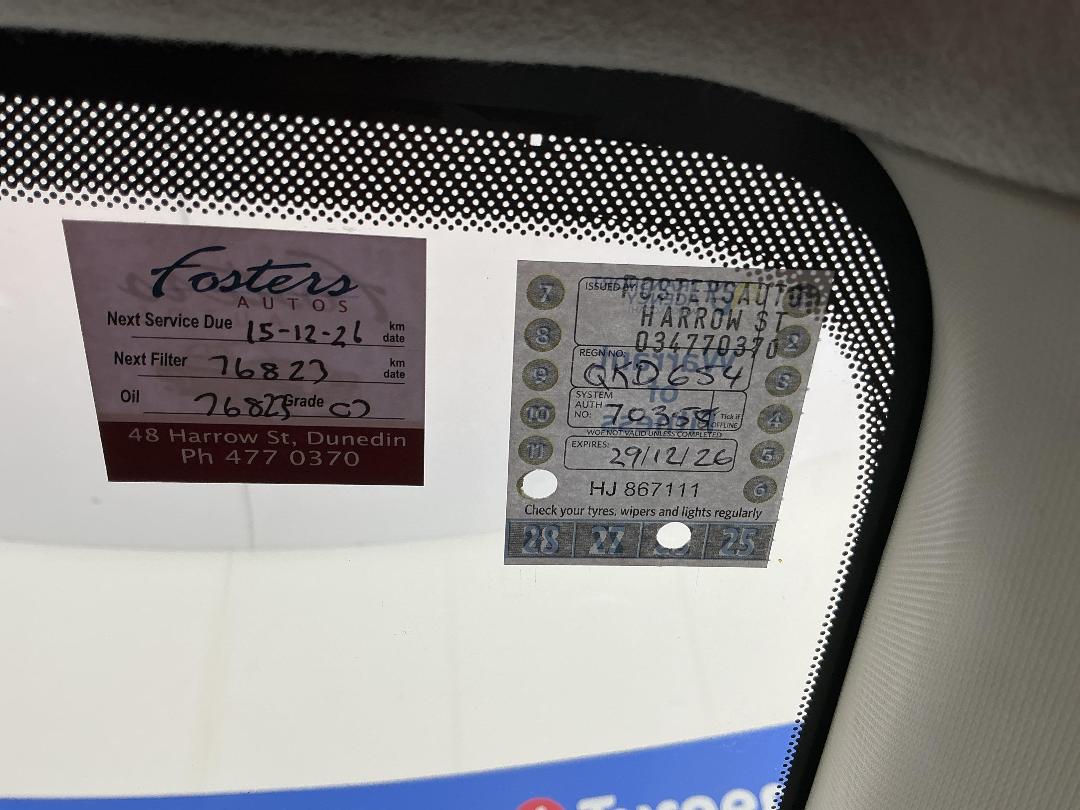 Fosters
AUTOS
Next Service Due 15-12-26 km date
Next Filter 76823 km date
Oil 76823 Grade
48 Harrow St, Dunedin
Ph 477 0370
7
8
9
10
11
ISSUED BY:
FOSTERS AUTOS
HARROW ST
034770370
REGN NO: QKD654
SYSTEM AUTH NO: 70358 Tick if OFFLINE
WOF NOT VALID UNLESS COMPLETED
EXPIRES: 29/12/26
HJ 867111
Check your tyres, wipers and lights regularly
2
3
4
5
6
28 27 25
Turners